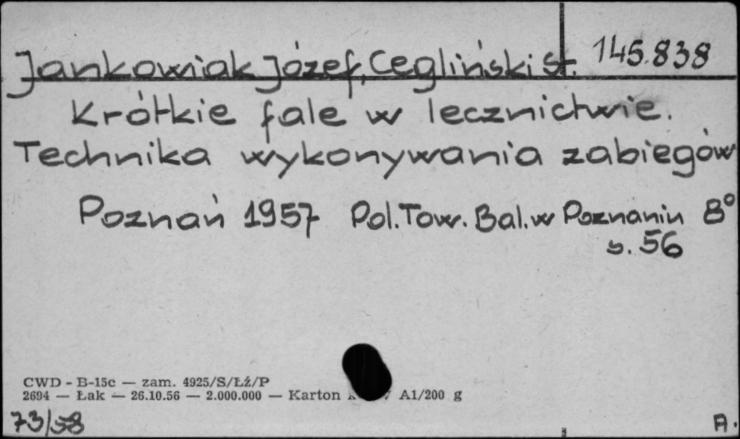 145.838
Jankowiak Józef, Cegliński St.
Krótkie fale w lecznictwie.
Technika wykonywania zabiegów
Poznań 1957 Pol. Tow. Bal. w Poznaniu 8°
s. 56
CWD - B-15c — zam. 4925/S/Łź/P
2694 — Łak — 26.10.56 — 2.000.000 — Karton A1/200 g
73/58 A.